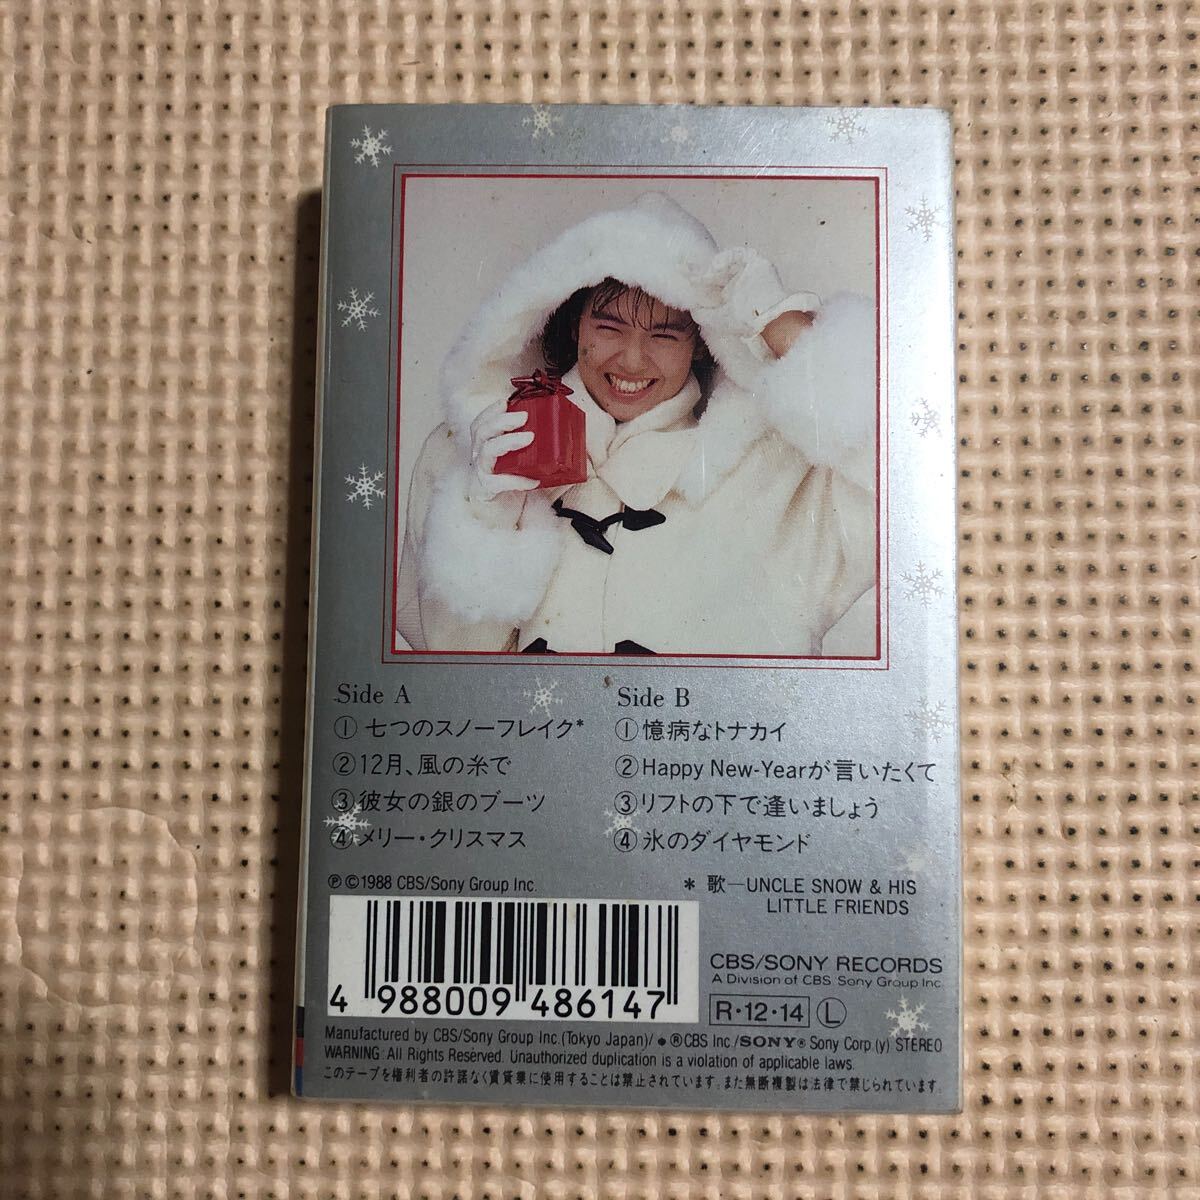 Side A
① 七つのスノーフレイク*
② 12月、風の糸で
③ 彼女の銀のブーツ
④ メリー・クリスマス
Side B
① 憶病なトナカイ
② Happy New-Yearが言いたくて
③ リフトの下で逢いましょう
④ 氷のダイヤモンド
℗©1988 CBS/Sony Group Inc.
* 歌—UNCLE SNOW & HIS
LITTLE FRIENDS
4 988009 486147
CBS/SONY RECORDS
A Division of CBS Sony Group Inc.
R・12・14 Ⓛ
Manufactured by CBS/Sony Group Inc.(Tokyo Japan)/ ®CBS Inc./SONY® Sony Corp.(y) STEREO
WARNING: All Rights Reserved. Unauthorized duplication is a violation of applicable laws.
このテープを権利者の許諾なく賃貸業に使用することは禁止されています。また無断複製は法律で禁じられています。